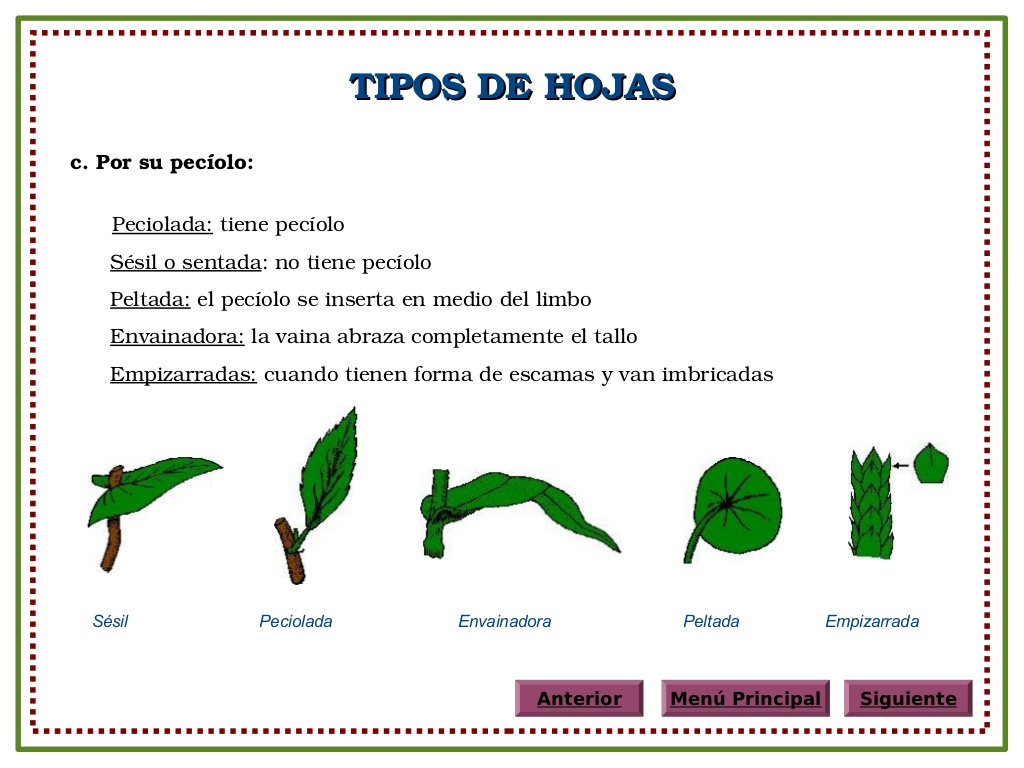 TIPOS DE HOJAS
c. Por su pecíolo:
Peciolada: tiene pecíolo
Sésil o sentada: no tiene pecíolo
Peltada: el pecíolo se inserta en medio del limbo
Envainadora: la vaina abraza completamente el tallo
Empizarradas: cuando tienen forma de escamas y van imbricadas
Sésil Peciolada Envainadora Peltada Empizarrada
Anterior Menú Principal Siguiente